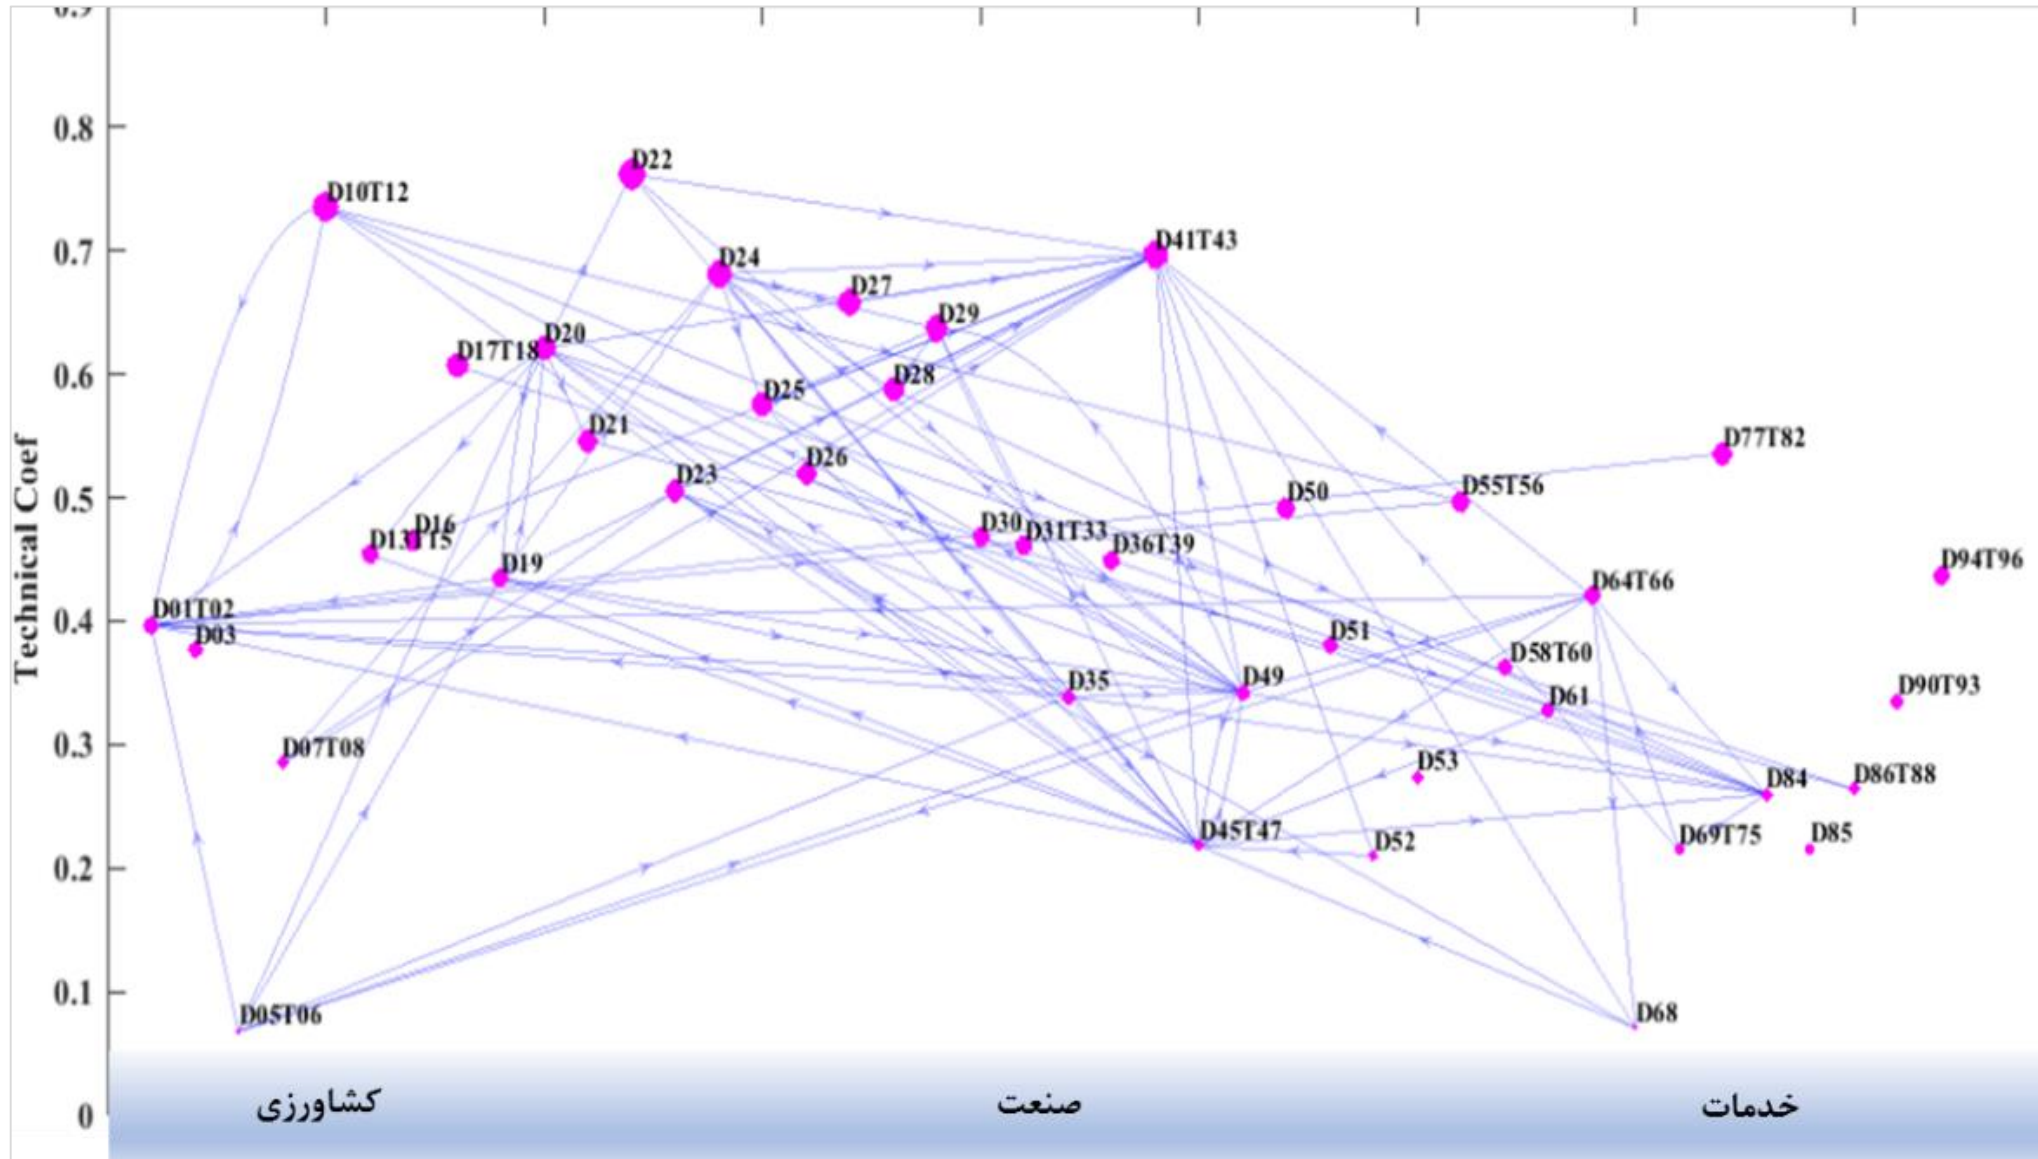 0.9
0.8
D22
D10T12
0.7
D41T43
D24
D27
D29
D20
D17T18
0.6
D28
D25
D21
D77T82
D26
D23
D55T56
D50
0.5
D16
D30
D31T33
D13T15
D36T39
D19
D94T96
D64T66
D01T02
0.4
D03
D51
D58T60
D49
D35
D61
D90T93
0.3
D07T08
D53
D84
D86T88
D45T47
D52
D69T75
D85
0.2
0.1
D05T06
D68
0
Technical Coef
کشاورزی
صنعت
خدمات